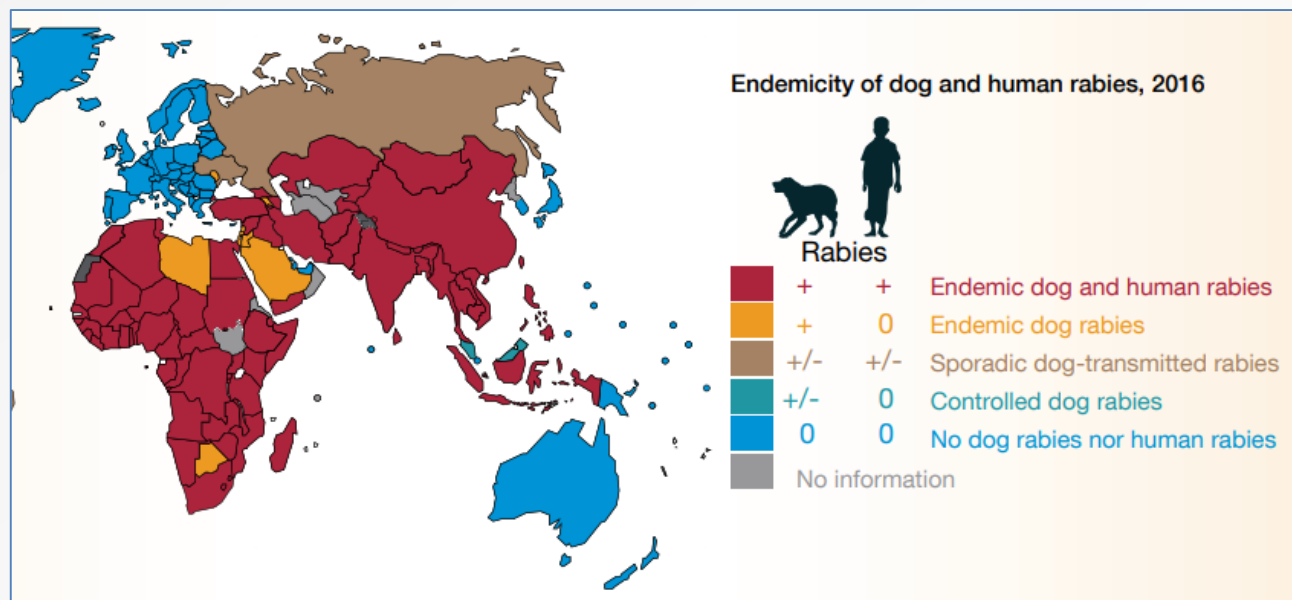 Endemicity of dog and human rabies, 2016
Rabies
+ + Endemic dog and human rabies
+ 0 Endemic dog rabies
+/- +/- Sporadic dog-transmitted rabies
+/- 0 Controlled dog rabies
0 0 No dog rabies nor human rabies
No information